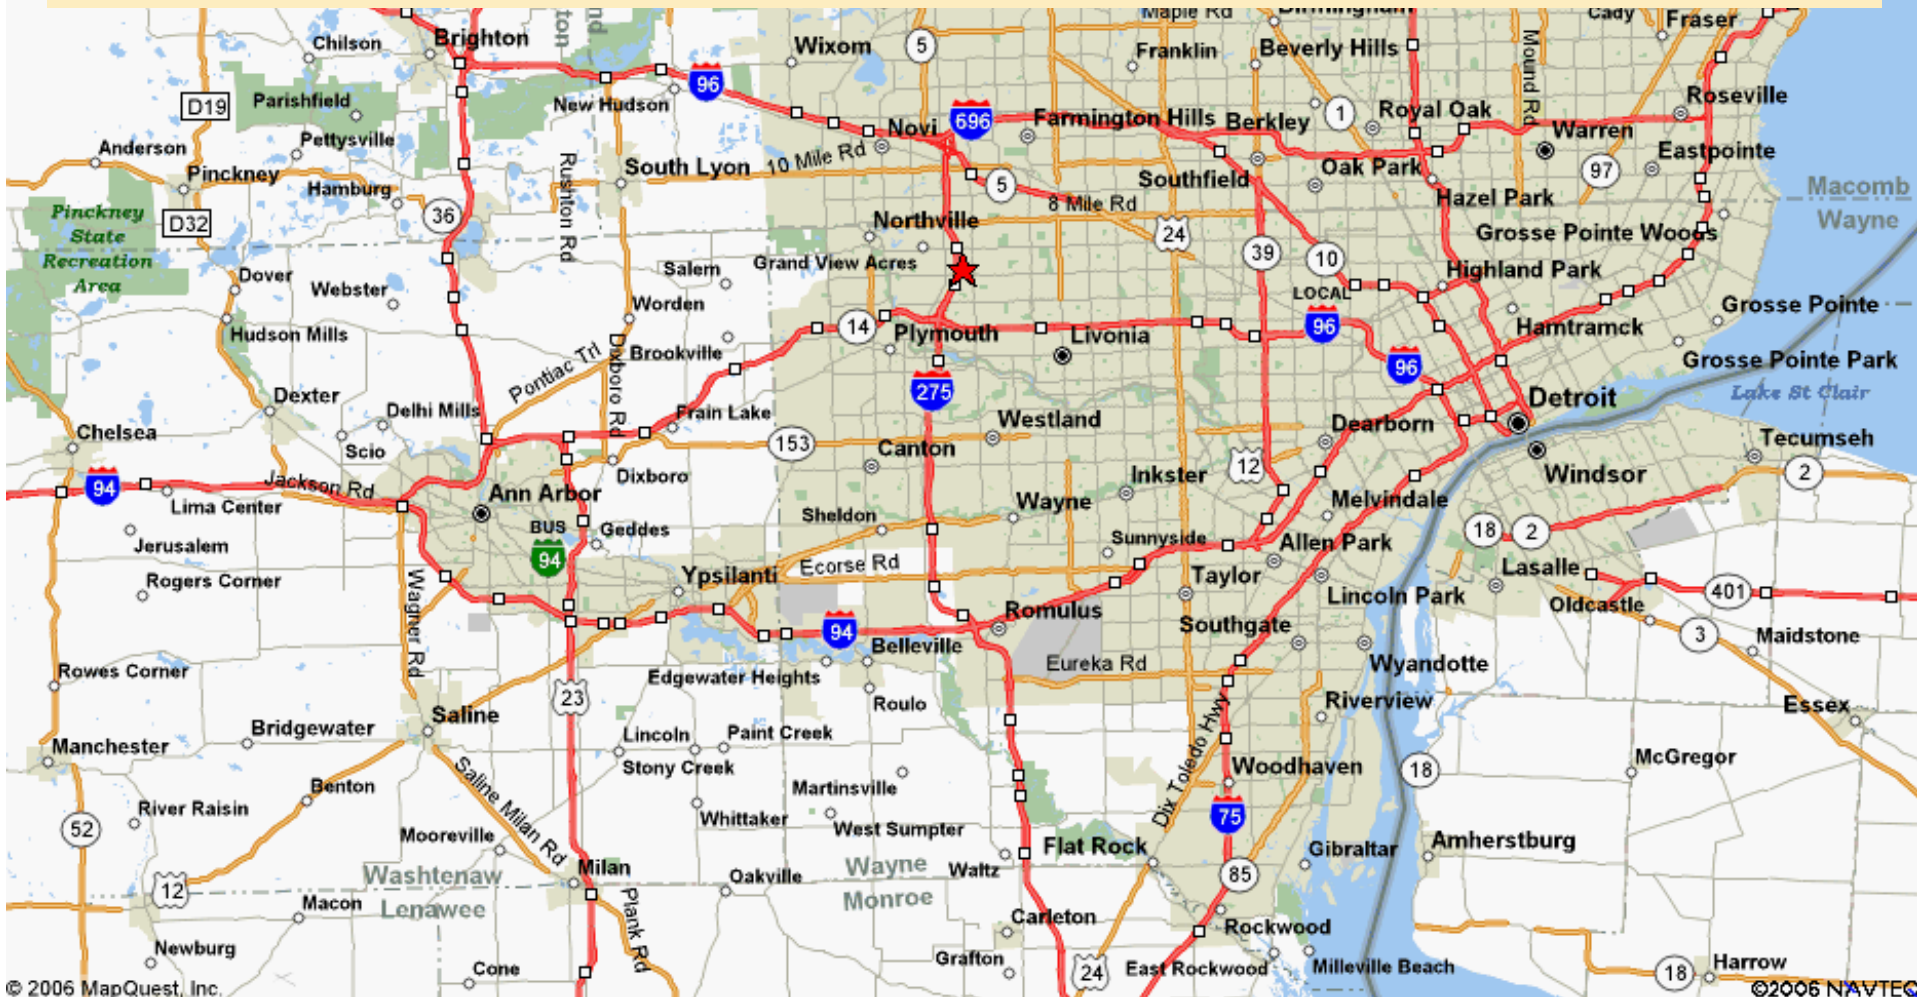 Maple Rd
Birmingham
Cady
Fraser
Chilson
Brighton
Wixom
5
Franklin
Beverly Hills
Mound Rd
D19
Parishfield
New Hudson
96
Roseville
Pettysville
Novi
696
Farmington Hills
Berkley
1
Royal Oak
Warren
Anderson
Pinckney
Hamburg
Rushton Rd
South Lyon
10 Mile Rd
5
Southfield
Oak Park
97
Eastpointe
Macomb
Wayne
Pinckney
State
Recreation
Area
D32
36
Northville
8 Mile Rd
24
Hazel Park
Grosse Pointe Woods
39
10
Dover
Webster
Salem
Grand View Acres
Highland Park
Worden
LOCAL
96
Grosse Pointe
Hudson Mills
14
Plymouth
Livonia
Hamtramck
Pontiac Trl
Dixboro Rd
Brookville
96
Grosse Pointe Park
Lake St Clair
275
Dexter
Delhi Mills
Frain Lake
Westland
Detroit
Chelsea
Scio
153
Canton
Dearborn
Tecumseh
94
Jackson Rd
Lima Center
Dixboro
Inkster
12
Windsor
2
Ann Arbor
Wayne
Melvindale
Jerusalem
BUS
94
Geddes
Sheldon
Sunnyside
Allen Park
18
2
Rogers Corner
Wagner Rd
Ypsilanti
Ecorse Rd
Taylor
Lincoln Park
Lasalle
Oldcastle
401
Romulus
94
Southgate
3
Maidstone
Rowes Corner
Belleville
Edgewater Heights
Eureka Rd
Wyandotte
23
Roulo
Riverview
Essex
Saline
Bridgewater
Manchester
Lincoln
Paint Creek
Stony Creek
Dix Toledo Hwy
McGregor
Benton
Saline Milan Rd
Martinsville
Woodhaven
18
River Raisin
52
Whittaker
West Sumpter
75
Mooreville
Flat Rock
Gibraltar
Amherstburg
12
Washtenaw
Lenawee
Milan
Oakville
Wayne
Monroe
Waltz
85
Macon
Plank Rd
Carleton
Rockwood
Newburg
Cone
Grafton
24
East Rockwood
Milleville Beach
18
Harrow
© 2006 MapQuest, Inc.
©2006 NAVTEQ